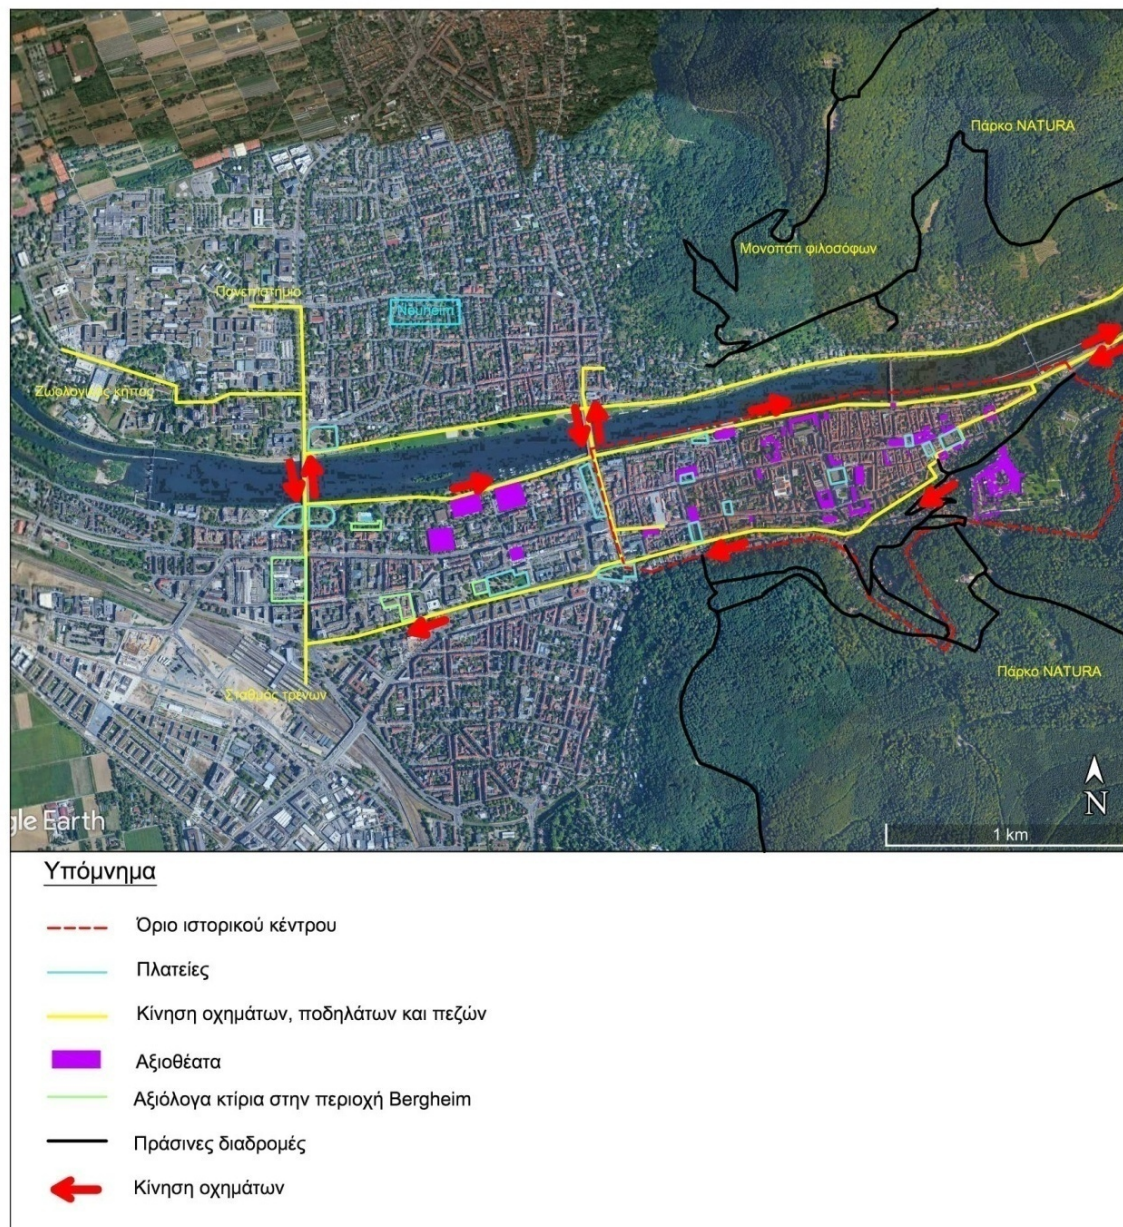 Πάρκο NATURA
Μονοπάτι φιλοσόφων
Πανεπιστήμιο
Neuheim
Ζωολογικός κήπος
Πάρκο NATURA
Σταθμός τρένων
N
gle Earth
1 km
Υπόμνημα
Όριο ιστορικού κέντρου
Πλατείες
Κίνηση οχημάτων, ποδηλάτων και πεζών
Αξιοθέατα
Αξιόλογα κτίρια στην περιοχή Bergheim
Πράσινες διαδρομές
Κίνηση οχημάτων